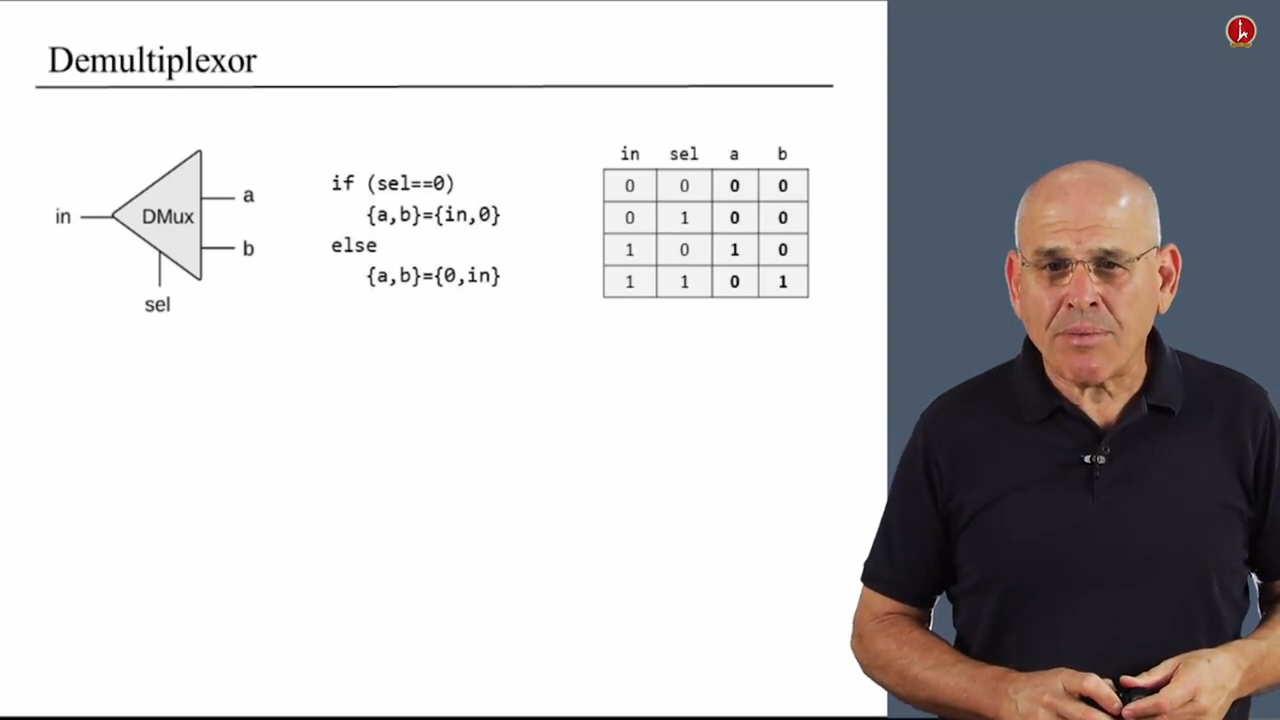 Demultiplexor
in
DMux
a
b
sel
if (sel==0)
{a,b}={in,0}
else
{a,b}={0,in}
in sel a b
0 0 0 0
0 1 0 0
1 0 1 0
1 1 0 1